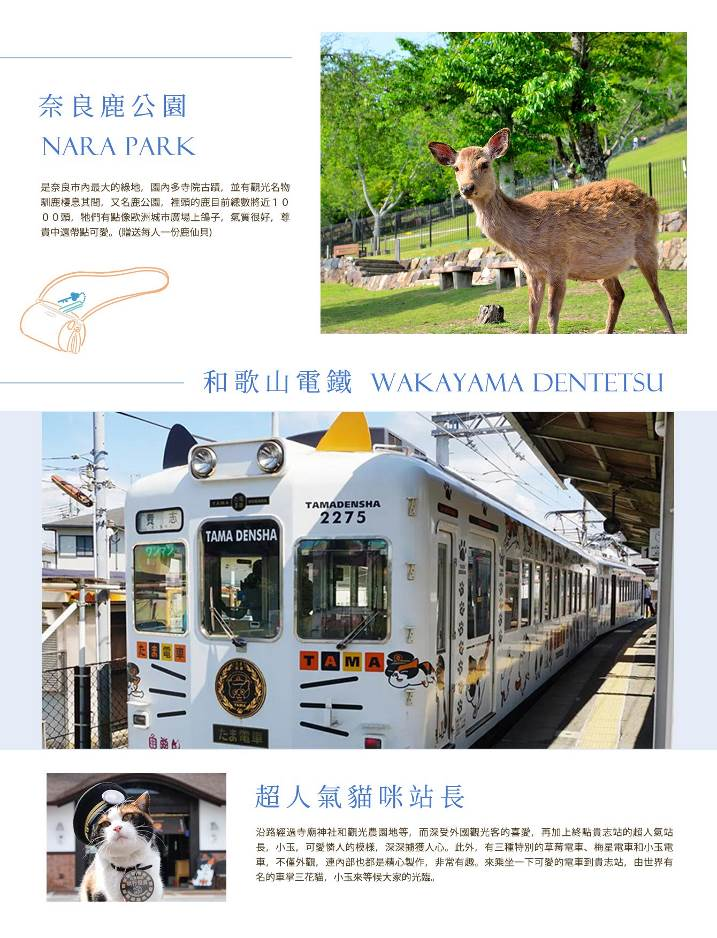 奈良鹿公園
NARA PARK
是奈良市內最大的綠地，園內多寺院古蹟，並有觀光名物
馴鹿棲息其間，又名鹿公園，裡頭的鹿目前總數將近１０
００頭，牠們有點像歐洲城市廣場上鴿子，氣質很好，尊
貴中還帶點可愛。(贈送每人一份鹿仙貝)
和歌山電鐵 WAKAYAMA DENTETSU
TAMADENSHA
2275
貴志
TAMA DENSHA
ワンマン
たま電車
TAMA
TAMA
たま電車
超人氣貓咪站長
沿路經過寺廟神社和觀光農園地等，而深受外國觀光客的喜愛，再加上終點貴志站的超人氣站
長，小玉，可愛憐人的模樣，深深擄獲人心。此外，有三種特別的草莓電車、梅星電車和小玉電
車，不僅外觀，連內部也都是精心製作，非常有趣。來乘坐一下可愛的電車到貴志站，由世界有
名的車掌三花貓，小玉來等候大家的光臨。